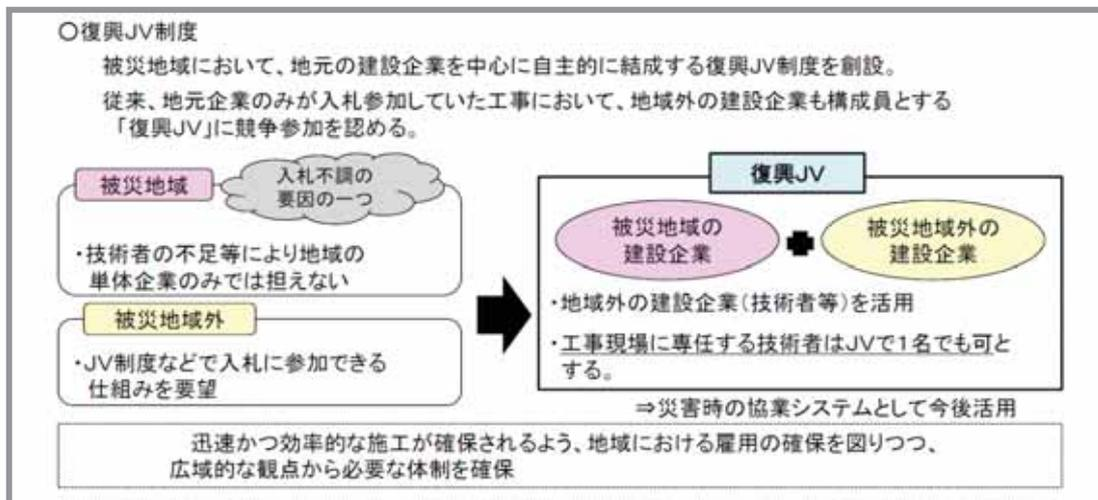 〇復興JV制度
被災地域において、地元の建設企業を中心に自主的に結成する復興JV制度を創設。
従来、地元企業のみが入札参加していた工事において、地域外の建設企業も構成員とする
「復興JV」に競争参加を認める。
被災地域
入札不調の
要因の一つ
・技術者の不足等により地域の
単体企業のみでは担えない
被災地域外
・JV制度などで入札に参加できる
仕組みを要望
復興JV
被災地域の
建設企業
被災地域外の
建設企業
・地域外の建設企業(技術者等)を活用
・工事現場に専任する技術者はJVで1名でも可と
する。
⇒災害時の協業システムとして今後活用
迅速かつ効率的な施工が確保されるよう、地域における雇用の確保を図りつつ、
広域的な観点から必要な体制を確保